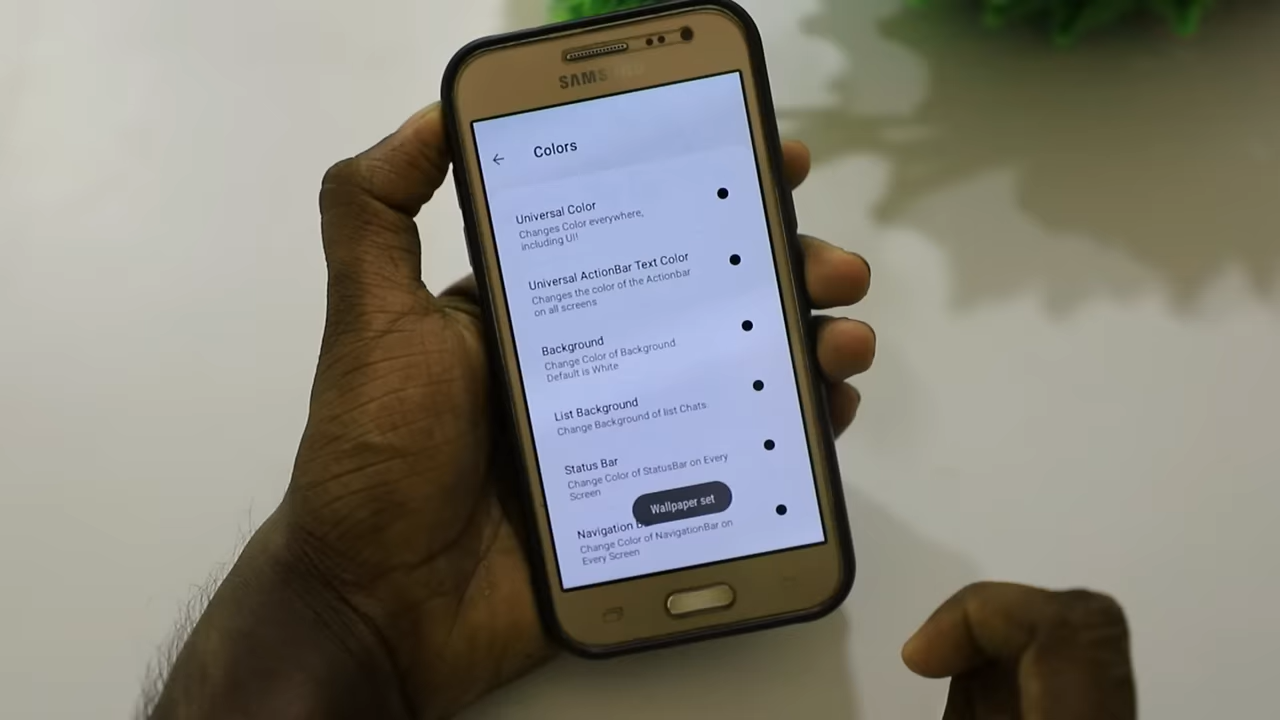 SAMSUNG
Colors
Universal Color
Changes Color everywhere,
including UI!
Universal ActionBar Text Color
Changes the color of the Actionbar
on all screens
Background
Change Color of Background
Default is White
List Background
Change Background of list Chats
Status Bar
Change Color of StatusBar on Every
Screen
Wallpaper set
Navigation
Change Color of NavigationBar on
Every Screen